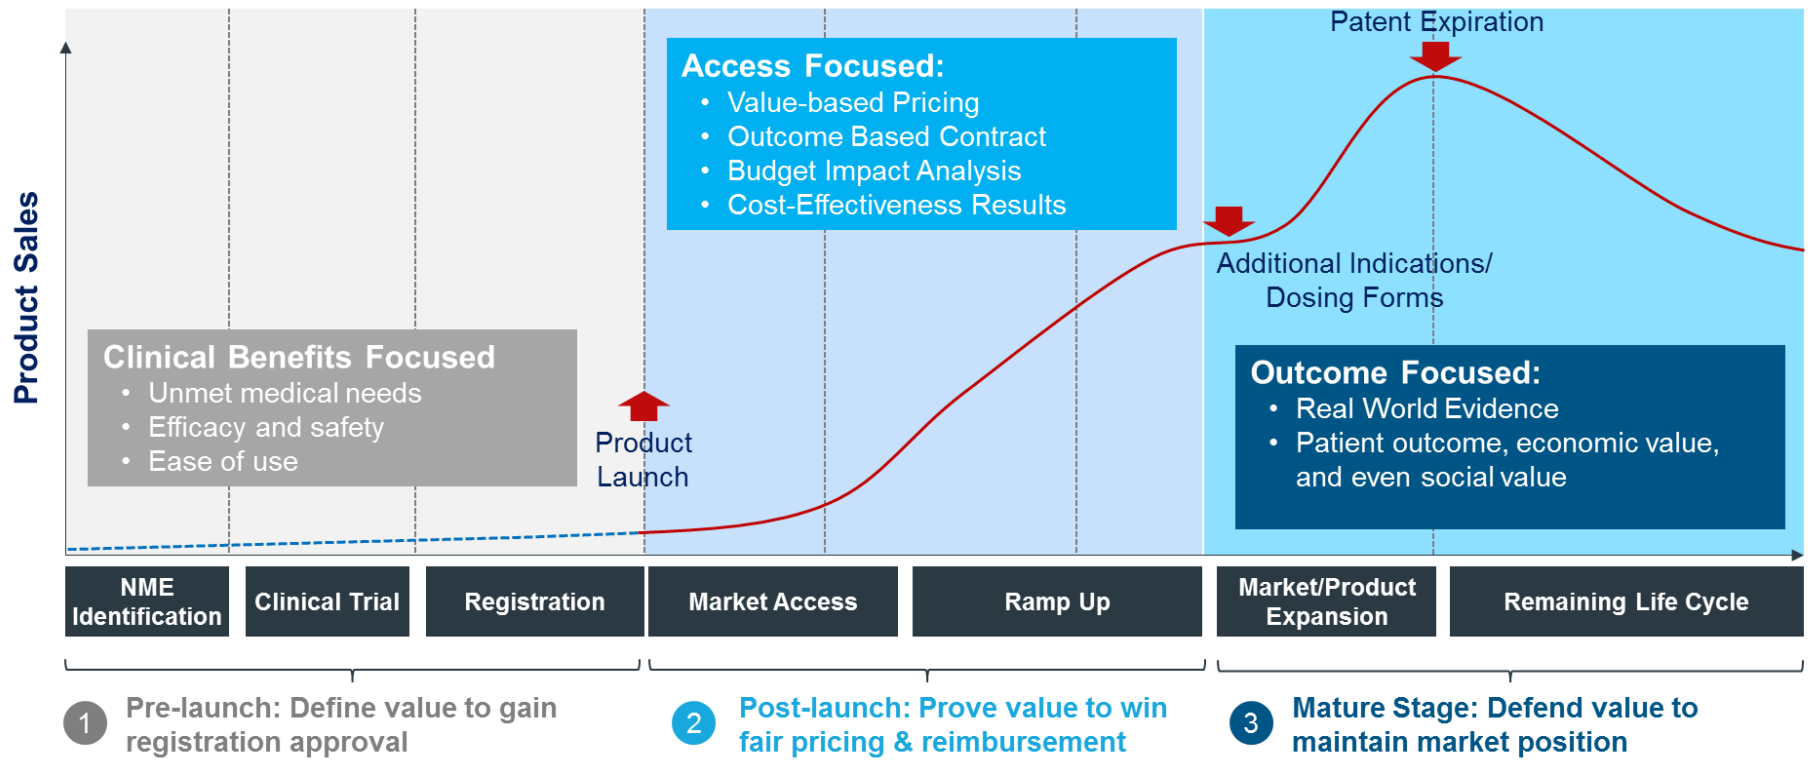 Product Sales
Patent Expiration
Access Focused:
• Value-based Pricing
• Outcome Based Contract
• Budget Impact Analysis
• Cost-Effectiveness Results
Additional Indications/
Dosing Forms
Clinical Benefits Focused
• Unmet medical needs
• Efficacy and safety
• Ease of use
Product
Launch
Outcome Focused:
• Real World Evidence
• Patient outcome, economic value,
and even social value
NME
Identification
Clinical Trial
Registration
Market Access
Ramp Up
Market/Product
Expansion
Remaining Life Cycle
1
Pre-launch: Define value to gain
registration approval
2
Post-launch: Prove value to win
fair pricing & reimbursement
3
Mature Stage: Defend value to
maintain market position